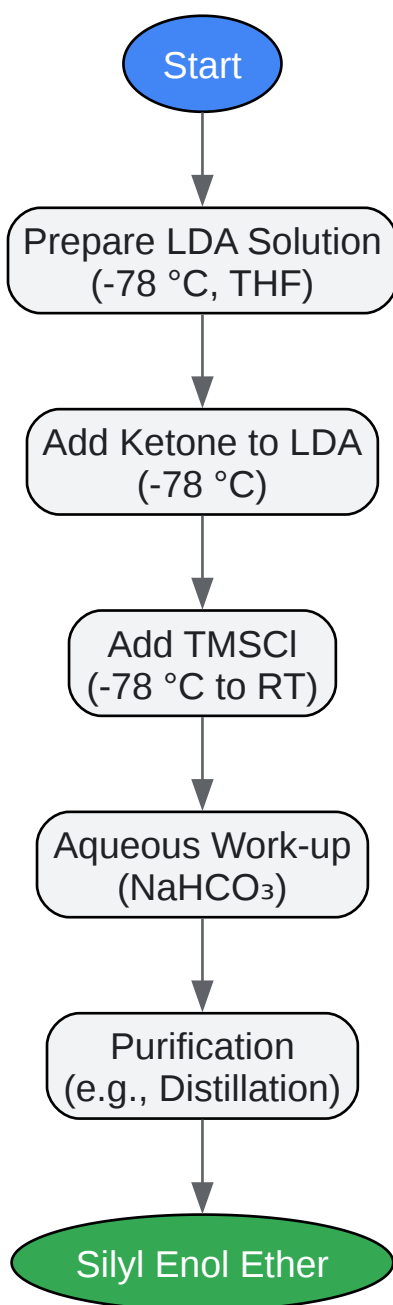 Start
Prepare LDA Solution
(-78 °C, THF)
Add Ketone to LDA
(-78 °C)
Add TMSCl
(-78 °C to RT)
Aqueous Work-up
(NaHCO₃)
Purification
(e.g., Distillation)
Silyl Enol Ether